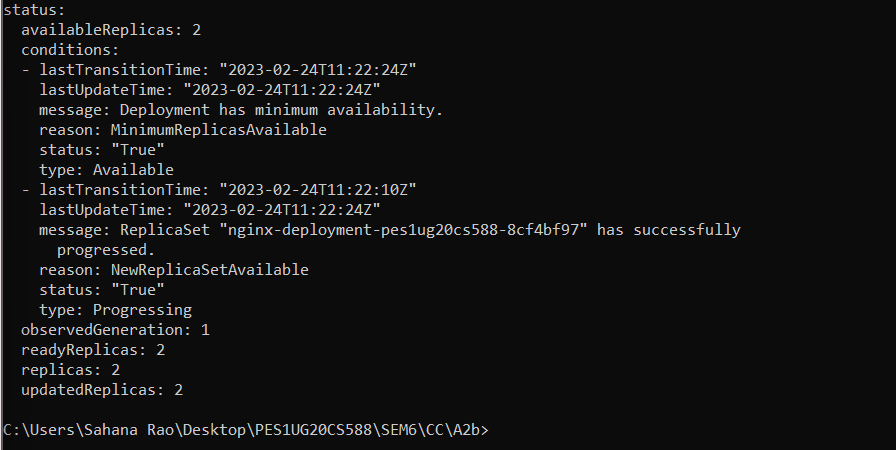 status:
  availableReplicas: 2
  conditions:
  - lastTransitionTime: "2023-02-24T11:22:24Z"
    lastUpdateTime: "2023-02-24T11:22:24Z"
    message: Deployment has minimum availability.
    reason: MinimumReplicasAvailable
    status: "True"
    type: Available
  - lastTransitionTime: "2023-02-24T11:22:10Z"
    lastUpdateTime: "2023-02-24T11:22:24Z"
    message: ReplicaSet "nginx-deployment-pes1ug20cs588-8cf4bf97" has successfully
      progressed.
    reason: NewReplicaSetAvailable
    status: "True"
    type: Progressing
  observedGeneration: 1
  readyReplicas: 2
  replicas: 2
  updatedReplicas: 2
C:\Users\Sahana Rao\Desktop\PES1UG20CS588\SEM6\CC\A2b>